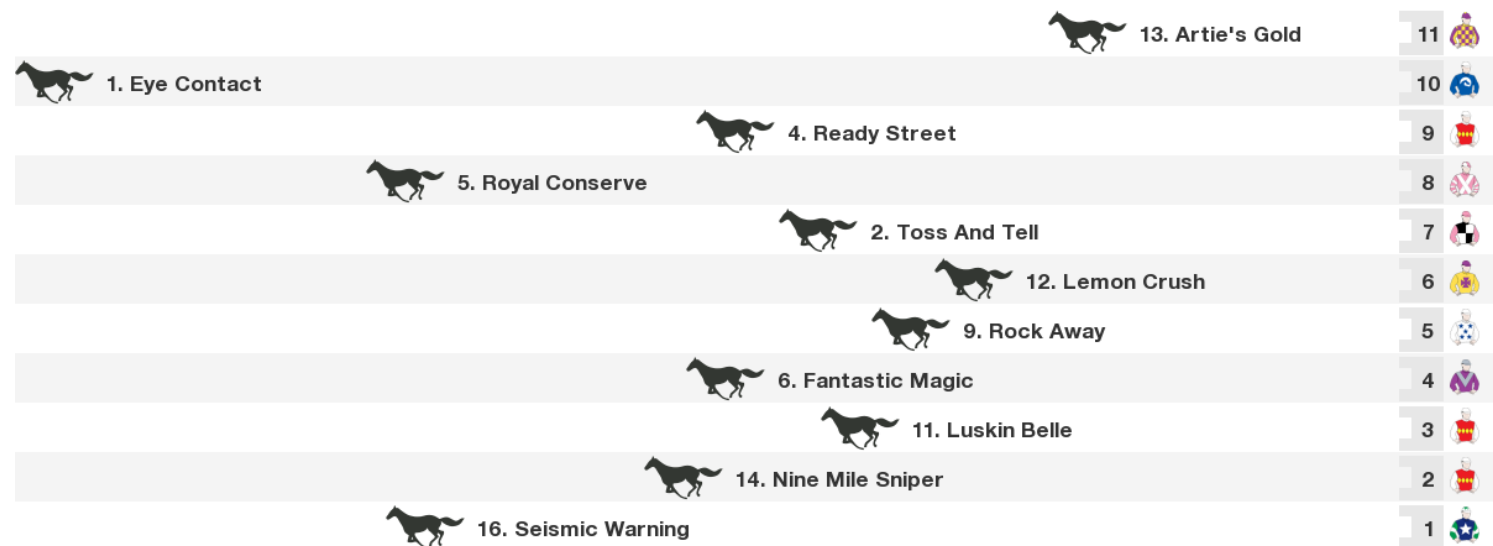 13. Artie's Gold 11
1. Eye Contact 10
4. Ready Street 9
5. Royal Conserve 8
2. Toss And Tell 7
12. Lemon Crush 6
9. Rock Away 5
6. Fantastic Magic 4
11. Luskin Belle 3
14. Nine Mile Sniper 2
16. Seismic Warning 1